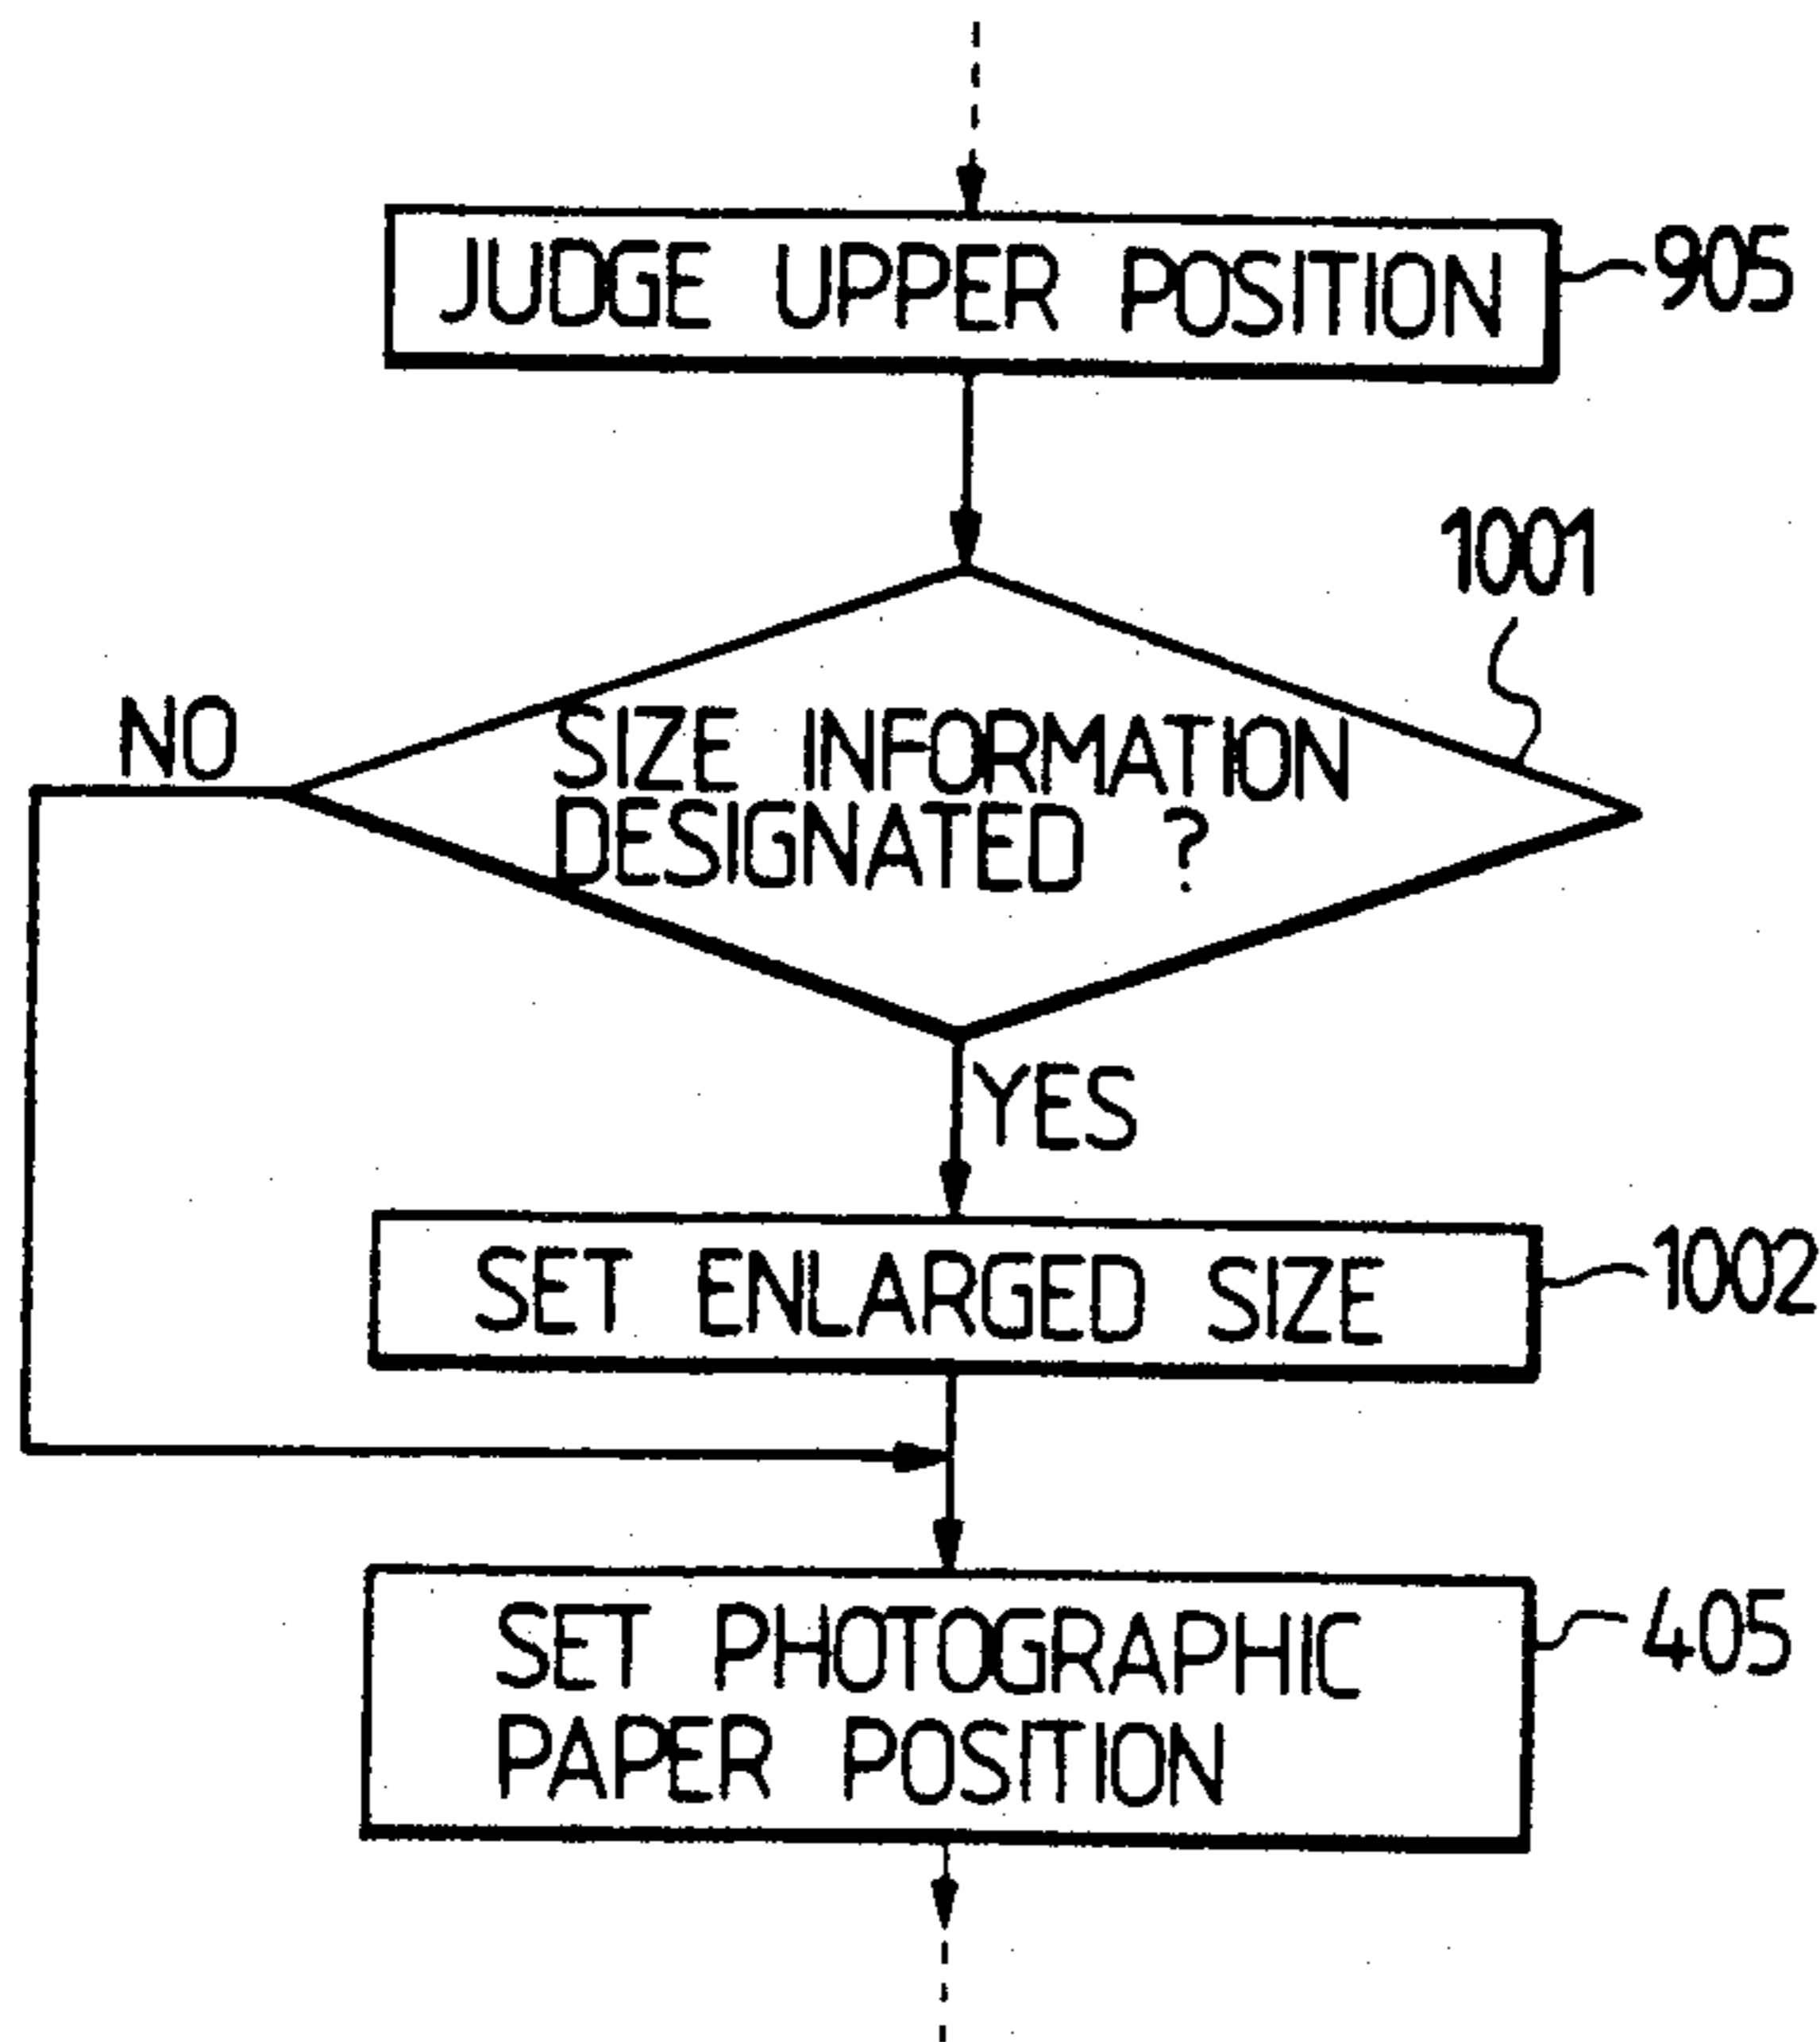 JUDGE UPPER POSITION
905
1001
NO
SIZE INFORMATION
DESIGNATED ?
YES
SET ENLARGED SIZE
1002
SET PHOTOGRAPHIC
PAPER POSITION
405